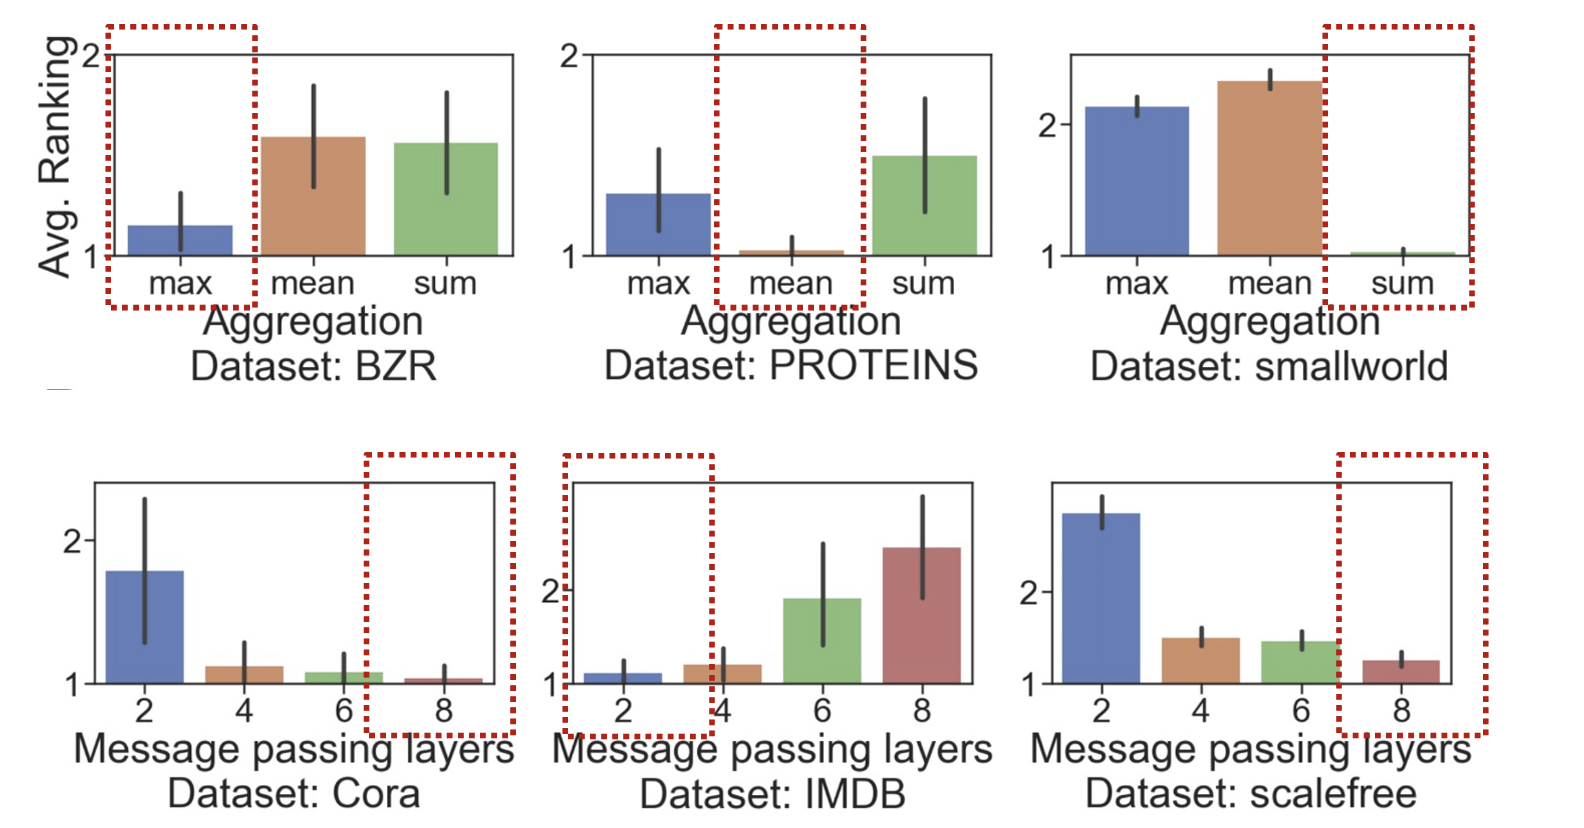 Avg. Ranking
2
1
max mean sum
Aggregation
Dataset: BZR
2
1
max mean sum
Aggregation
Dataset: PROTEINS
2
1
max mean sum
Aggregation
Dataset: smallworld
2
1
2 4 6 8
Message passing layers
Dataset: Cora
2
1
2 4 6 8
Message passing layers
Dataset: IMDB
2
1
2 4 6 8
Message passing layers
Dataset: scalefree